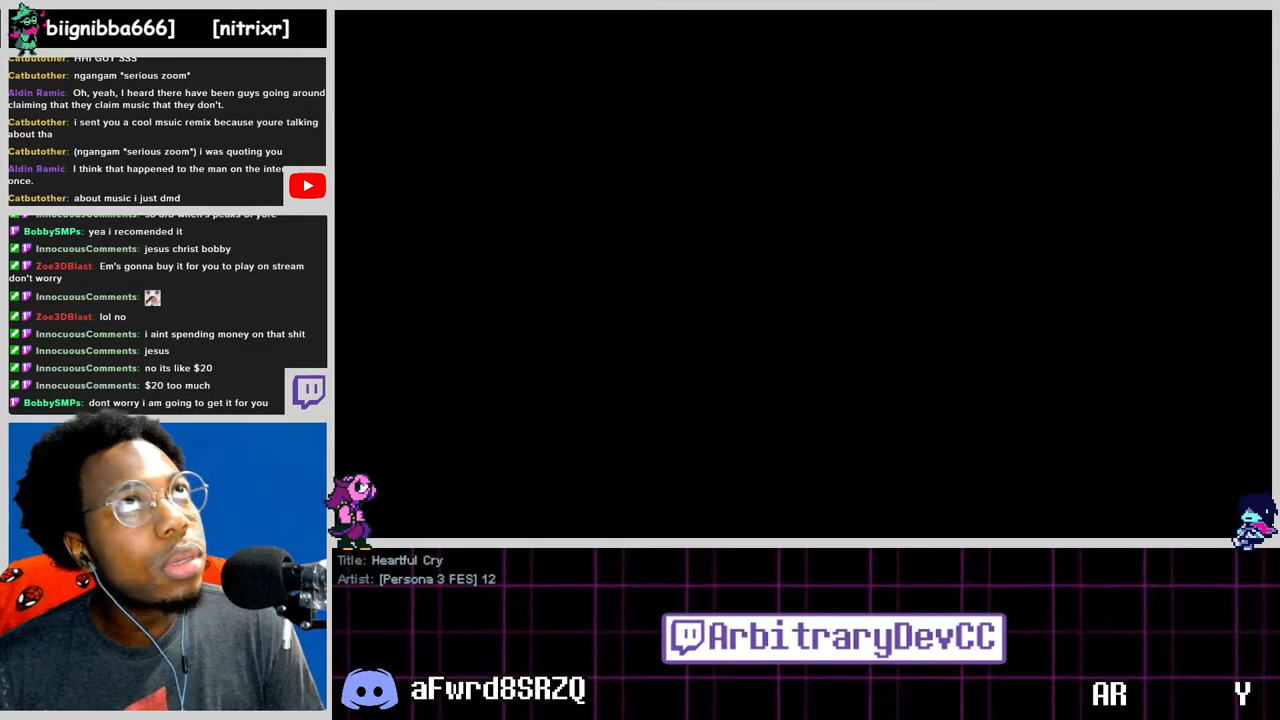 biignibba666] [nitrixr]
Catbutother: HHI GUY SSS
Catbutother: ngangam *serious zoom*
Aldin Ramic: Oh, yeah, I heard there have been guys going around
claiming that they claim music that they don't.
Catbutother: i sent you a cool msuic remix because youre talking
about tha
Catbutother: (ngangam *serious zoom*) i was quoting you
Aldin Ramic: I think that happened to the man on the
once.
Catbutother: about music i just dmd
BobbySMPs: yea i recomended it
InnocuousComments: jesus christ bobby
Zoe3DBlast: Em's gonna buy it for you to play on stream
don't worry
InnocuousComments:
Zoe3DBlast: lol no
InnocuousComments: i aint spending money on that shit
InnocuousComments: jesus
InnocuousComments: no its like $20
InnocuousComments: $20 too much
BobbySMPs: dont worry i am going to get it for you
Title: Heartful Cry
Artist: [Persona 3 FES] 12
ArbitraryDevCC
aFwrd8SRZQ
AR Y